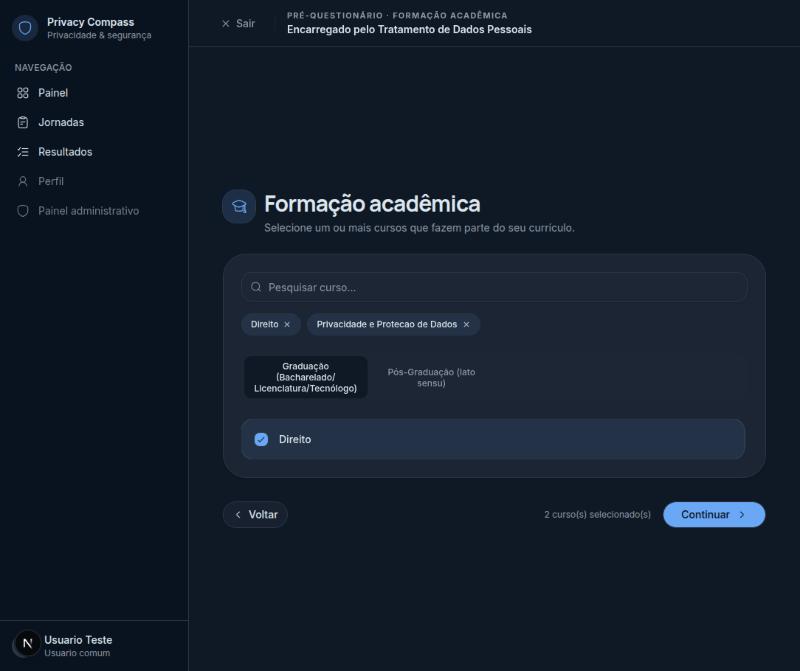 Privacy Compass
Privacidade & segurança
NAVEGAÇÃO
Painel
Jornadas
Resultados
Perfil
Painel administrativo
Usuario Teste
Usuario comum
N
Sair
PRÉ-QUESTIONÁRIO · FORMAÇÃO ACADÊMICA
Encarregado pelo Tratamento de Dados Pessoais
Formação acadêmica
Selecione um ou mais cursos que fazem parte do seu currículo.
Pesquisar curso...
Direito
Privacidade e Protecao de Dados
Graduação
(Bacharelado/
Licenciatura/Tecnólogo)
Pós-Graduação (lato
sensu)
Direito
Voltar
2 curso(s) selecionado(s)
Continuar